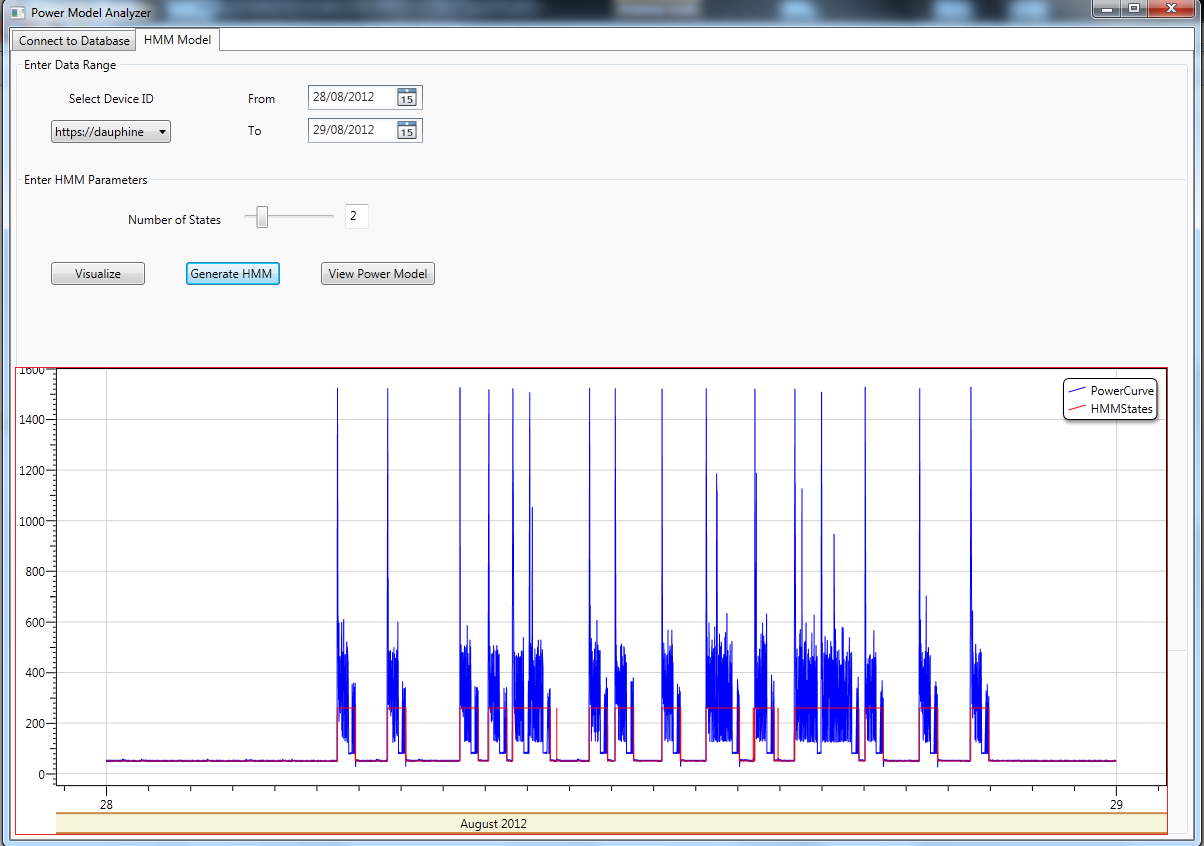 Power Model Analyzer
Connect to Database
HMM Model
Enter Data Range
Select Device ID
From
28/08/2012
15
https://dauphine
To
29/08/2012
15
Enter HMM Parameters
Number of States
2
Visualize
Generate HMM
View Power Model
1600
1400
1200
1000
800
600
400
200
0
PowerCurve
HMMStates
28
29
August 2012